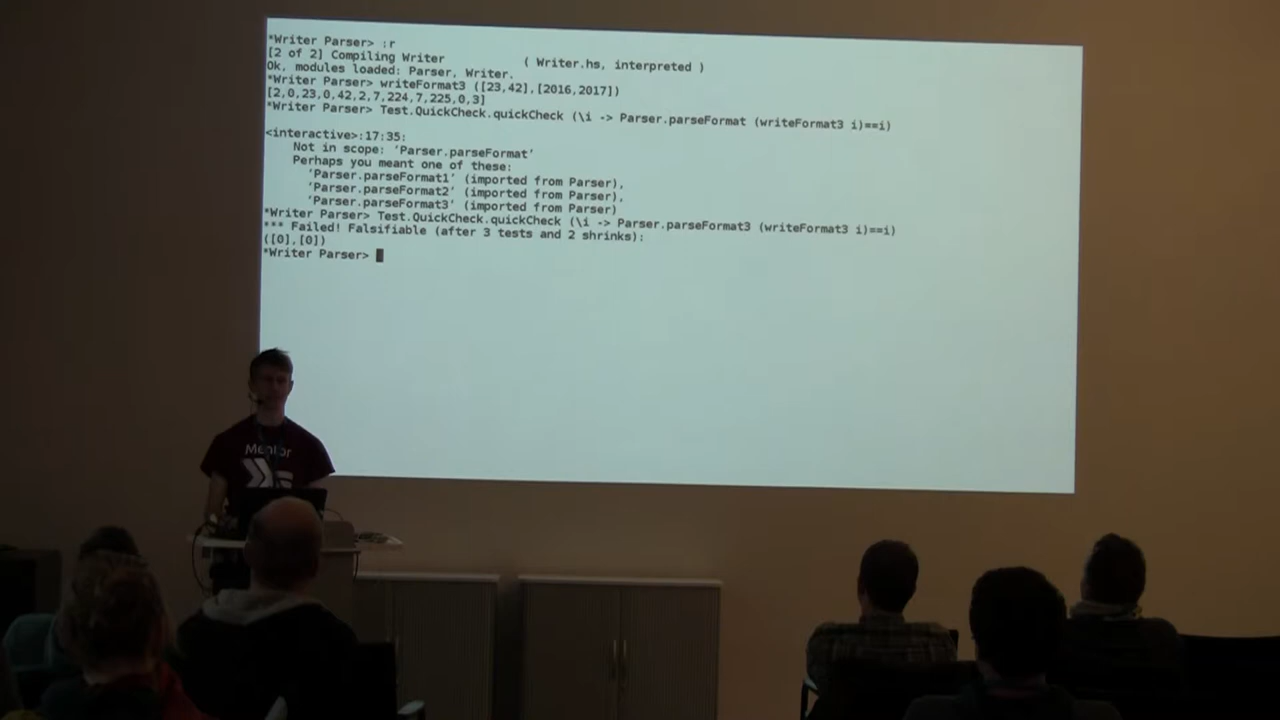 *Writer Parser> :r
[2 of 2] Compiling Writer ( Writer.hs, interpreted )
Ok, modules loaded: Parser, Writer.
*Writer Parser> writeFormat3 ([23,42],[2016,2017])
[2,0,23,0,42,2,7,224,7,225,0,3]
*Writer Parser> Test.QuickCheck.quickCheck (\i -> Parser.parseFormat (writeFormat3 i)==i)
<interactive>:17:35:
Not in scope: ‘Parser.parseFormat’
Perhaps you meant one of these:
‘Parser.parseFormat1’ (imported from Parser),
‘Parser.parseFormat2’ (imported from Parser),
‘Parser.parseFormat3’ (imported from Parser)
*Writer Parser> Test.QuickCheck.quickCheck (\i -> Parser.parseFormat3 (writeFormat3 i)==i)
*** Failed! Falsifiable (after 3 tests and 2 shrinks):
([0],[0])
*Writer Parser>
Mentor